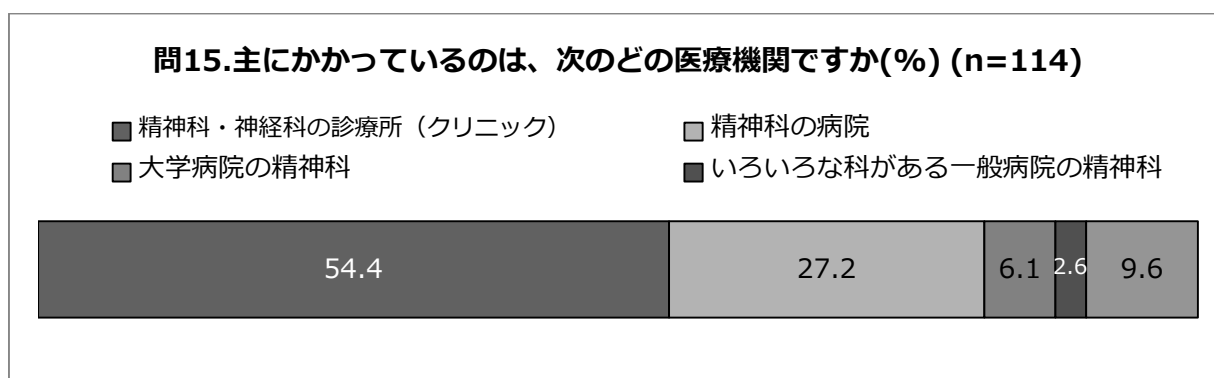 問15.主にかかっているのは、次のどの医療機関ですか(%) (n=114)
精神科・神経科の診療所（クリニック） 精神科の病院
大学病院の精神科 いろいろな科がある一般病院の精神科
54.4 27.2 6.1 2.6 9.6